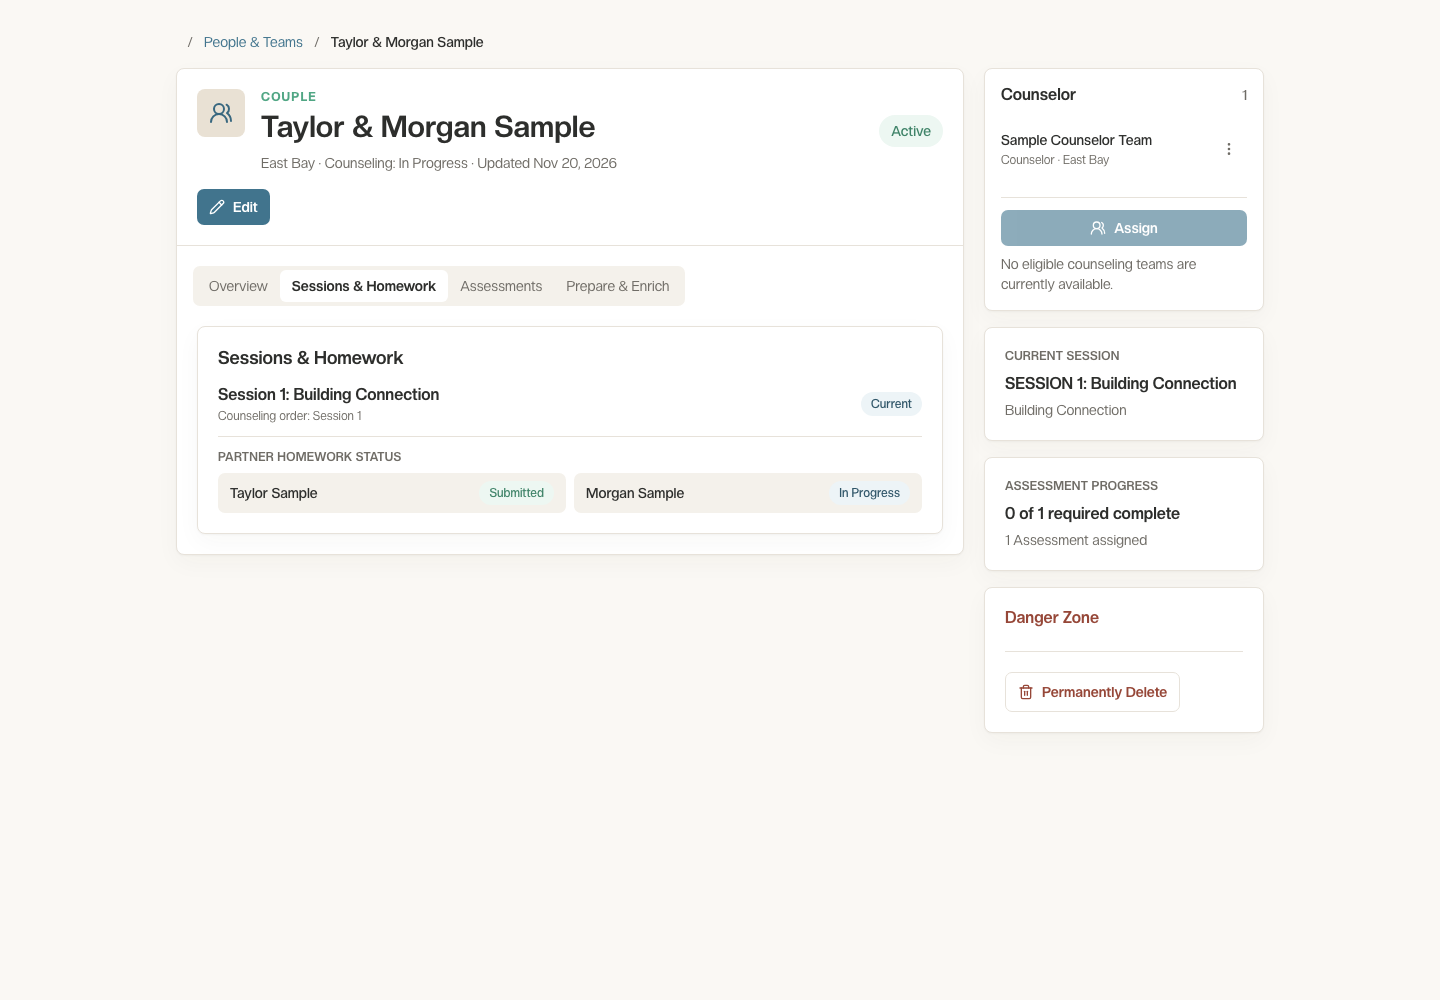 / People & Teams / Taylor & Morgan Sample
COUPLE
Taylor & Morgan Sample
East Bay · Counseling: In Progress · Updated Nov 20, 2026
Active
Edit
Overview Sessions & Homework Assessments Prepare & Enrich
Sessions & Homework
Session 1: Building Connection
Counseling order: Session 1
Current
PARTNER HOMEWORK STATUS
Taylor Sample Submitted
Morgan Sample In Progress
Counselor 1
Sample Counselor Team
Counselor · East Bay
Assign
No eligible counseling teams are
currently available.
CURRENT SESSION
SESSION 1: Building Connection
Building Connection
ASSESSMENT PROGRESS
0 of 1 required complete
1 Assessment assigned
Danger Zone
Permanently Delete